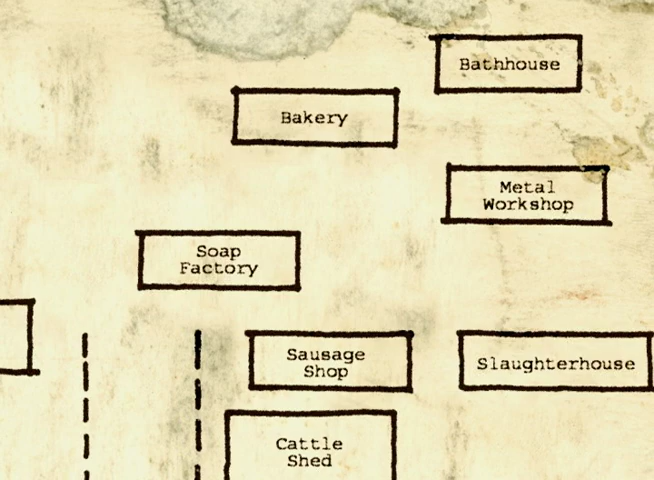 Bathhouse
Bakery
Metal
Workshop
Soap
Factory
Sausage
Shop
Slaughterhouse
Cattle
Shed